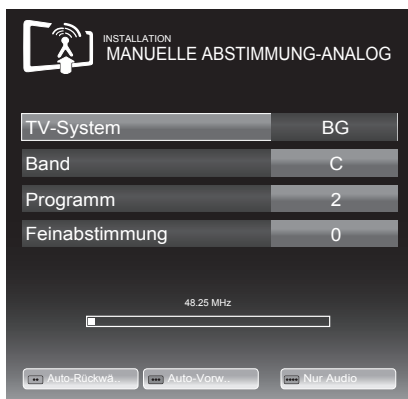 INSTALLATION
MANUELLE ABSTIMMUNG-ANALOG
TV-System BG
Band C
Programm 2
Feinabstimmung 0
48.25 MHz
Auto-Rückwä.. Auto-Vorw.. Nur Audio